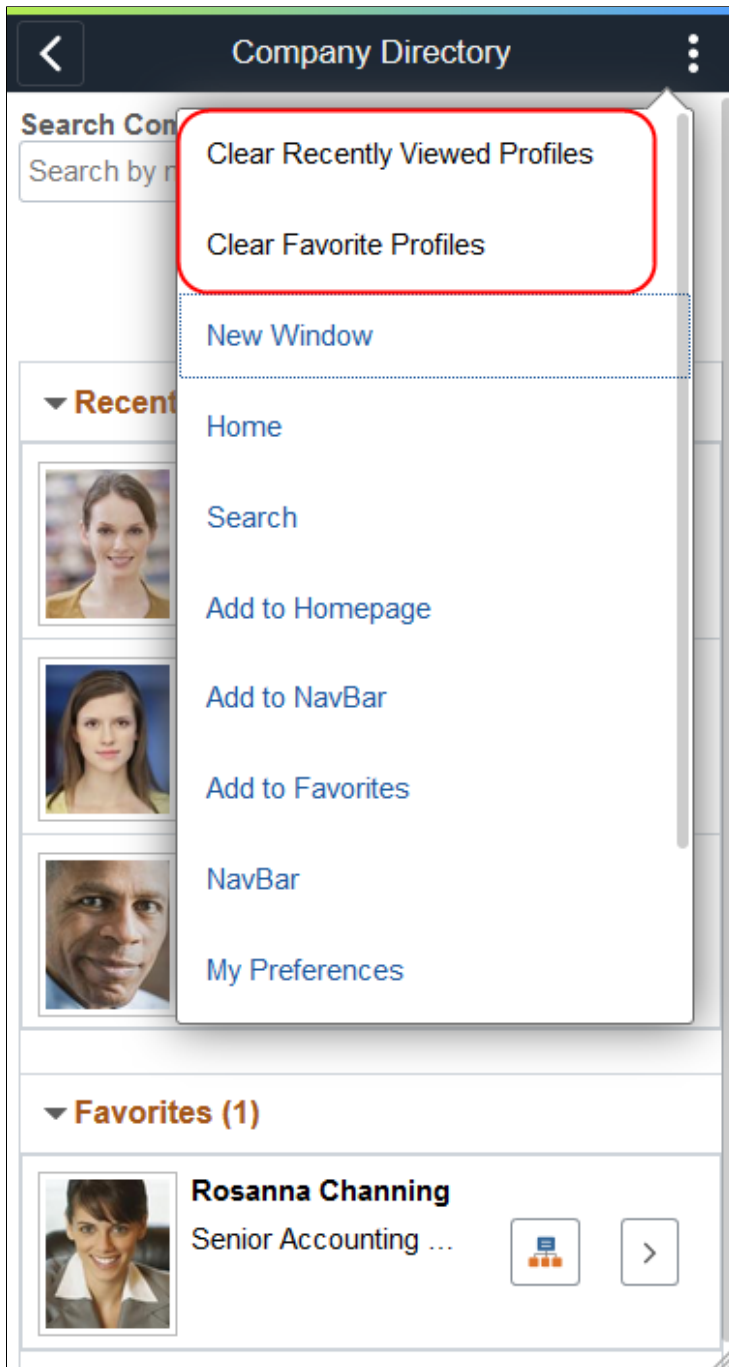 Company Directory
Search Com
Search by n
Clear Recently Viewed Profiles
Clear Favorite Profiles
New Window
Recent
Home
Search
Add to Homepage
Add to NavBar
Add to Favorites
NavBar
My Preferences
Favorites (1)
Rosanna Channing
Senior Accounting ...